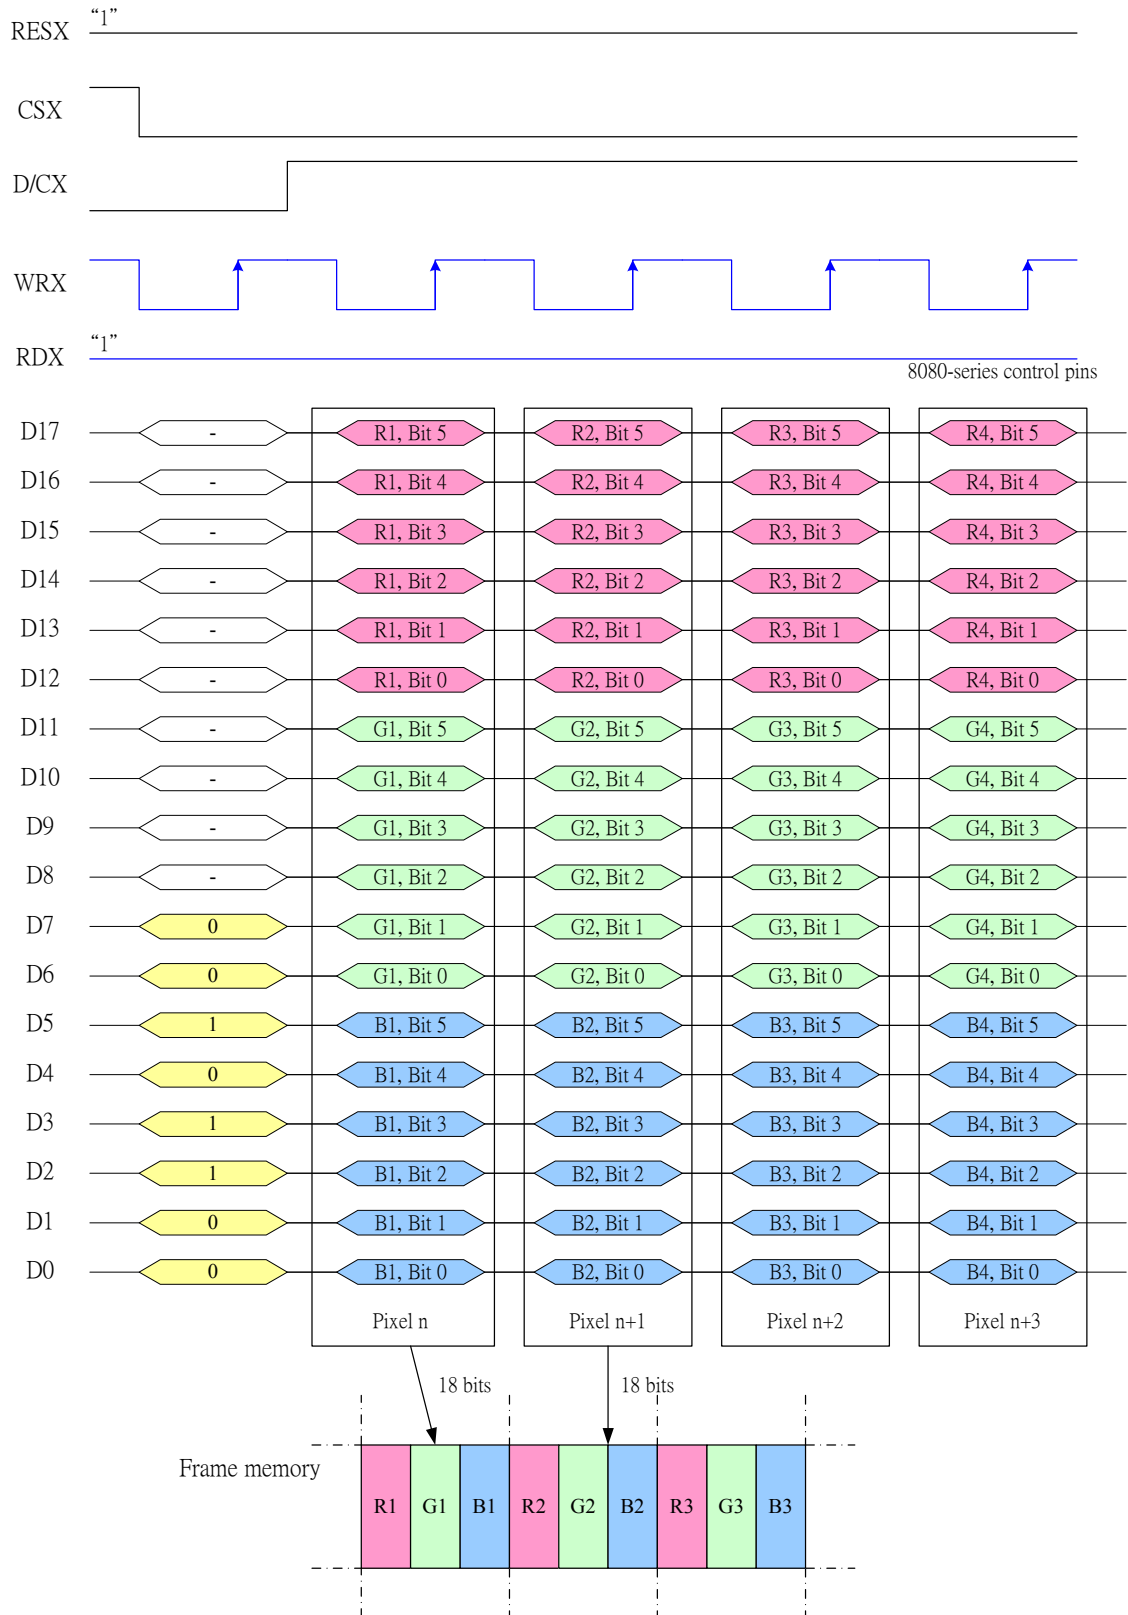 RESX "1"
CSX
D/CX
WRX
RDX "1"
8080-series control pins
D17 - R1, Bit 5 R2, Bit 5 R3, Bit 5 R4, Bit 5
D16 - R1, Bit 4 R2, Bit 4 R3, Bit 4 R4, Bit 4
D15 - R1, Bit 3 R2, Bit 3 R3, Bit 3 R4, Bit 3
D14 - R1, Bit 2 R2, Bit 2 R3, Bit 2 R4, Bit 2
D13 - R1, Bit 1 R2, Bit 1 R3, Bit 1 R4, Bit 1
D12 - R1, Bit 0 R2, Bit 0 R3, Bit 0 R4, Bit 0
D11 - G1, Bit 5 G2, Bit 5 G3, Bit 5 G4, Bit 5
D10 - G1, Bit 4 G2, Bit 4 G3, Bit 4 G4, Bit 4
D9 - G1, Bit 3 G2, Bit 3 G3, Bit 3 G4, Bit 3
D8 - G1, Bit 2 G2, Bit 2 G3, Bit 2 G4, Bit 2
D7 0 G1, Bit 1 G2, Bit 1 G3, Bit 1 G4, Bit 1
D6 0 G1, Bit 0 G2, Bit 0 G3, Bit 0 G4, Bit 0
D5 1 B1, Bit 5 B2, Bit 5 B3, Bit 5 B4, Bit 5
D4 0 B1, Bit 4 B2, Bit 4 B3, Bit 4 B4, Bit 4
D3 1 B1, Bit 3 B2, Bit 3 B3, Bit 3 B4, Bit 3
D2 1 B1, Bit 2 B2, Bit 2 B3, Bit 2 B4, Bit 2
D1 0 B1, Bit 1 B2, Bit 1 B3, Bit 1 B4, Bit 1
D0 0 B1, Bit 0 B2, Bit 0 B3, Bit 0 B4, Bit 0
Pixel n Pixel n+1 Pixel n+2 Pixel n+3
18 bits 18 bits
Frame memory
R1 G1 B1 R2 G2 B2 R3 G3 B3